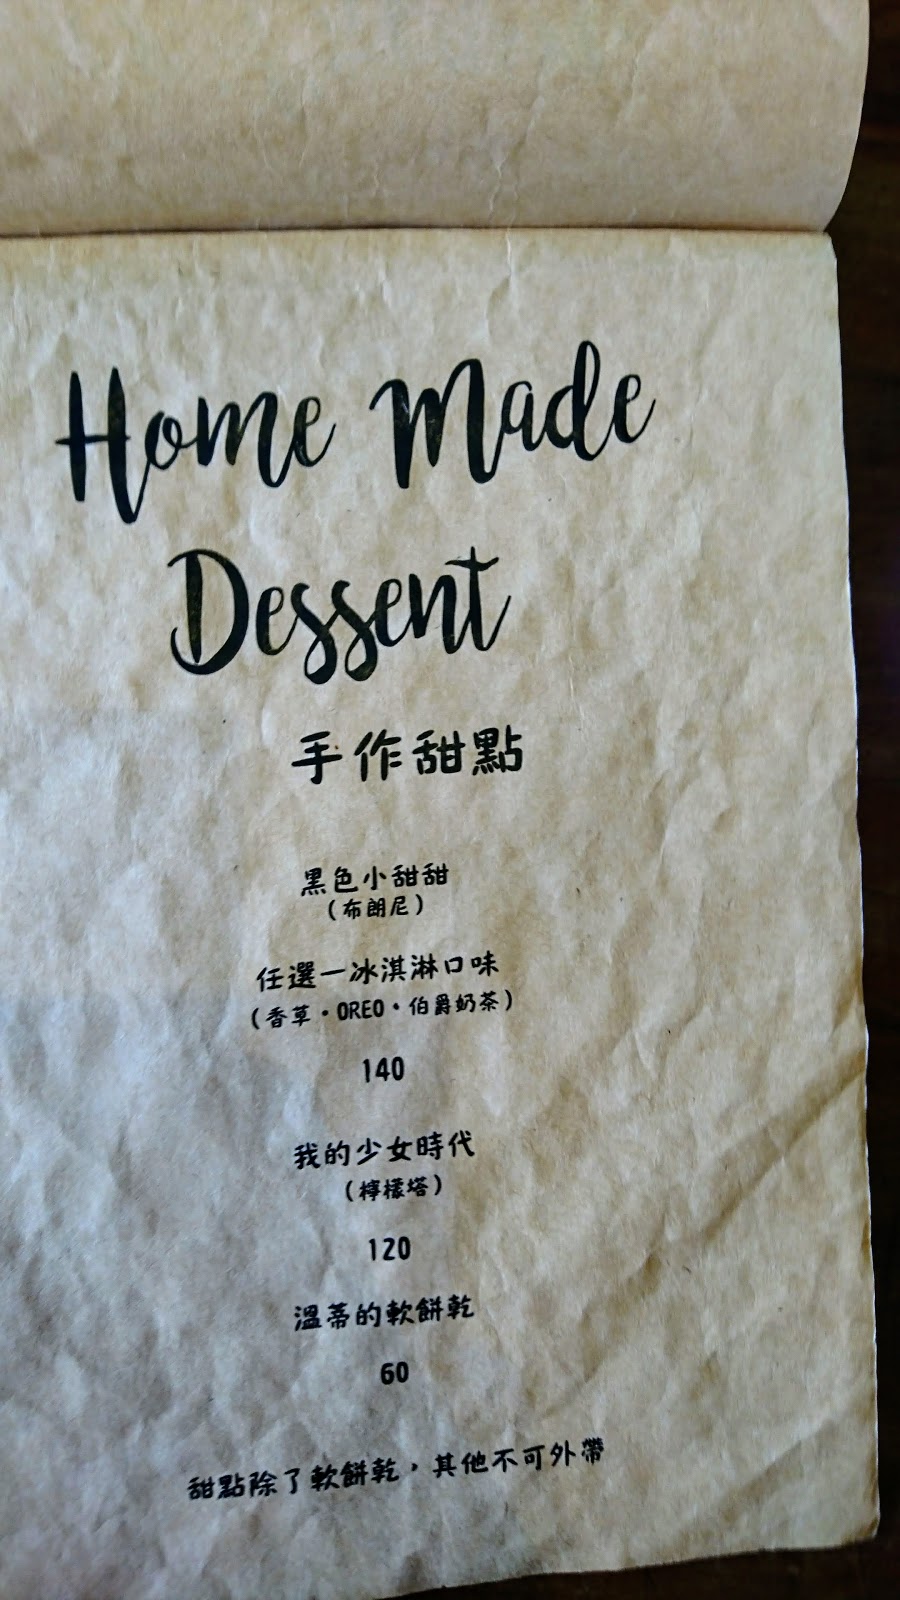 Home Made
Dessert
手作甜點
黑色小甜甜
(布朗尼)
任選一冰淇淋口味
(香草·OREO·伯爵奶茶)
140
我的少女時代
(檸檬塔)
120
溫蒂的軟餅乾
60
甜點除了軟餅乾，其他不可外帶